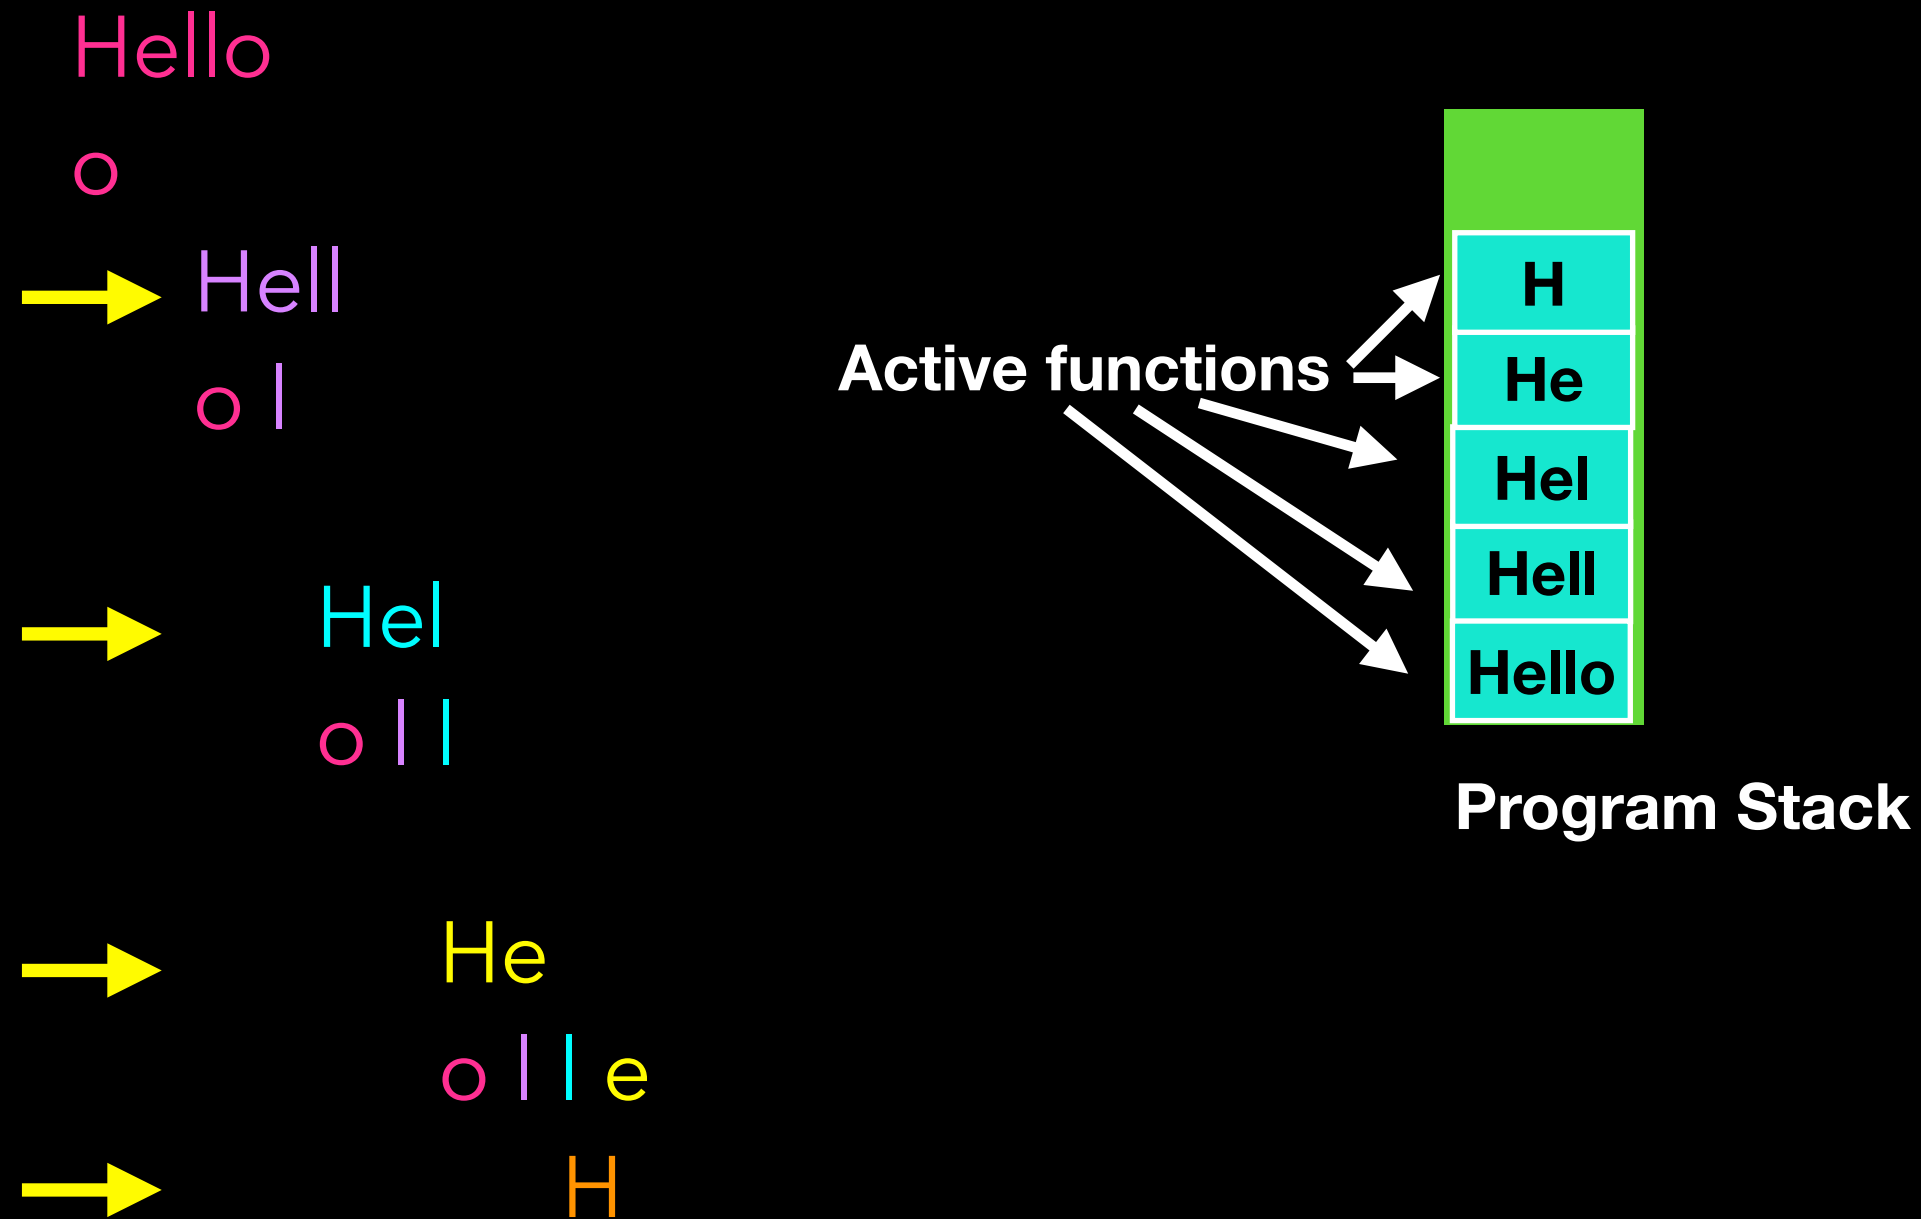 Hello
o
Hell
o l
Hel
o l l
He
o l l e
H
Active functions
H
He
Hel
Hell
Hello
Program Stack